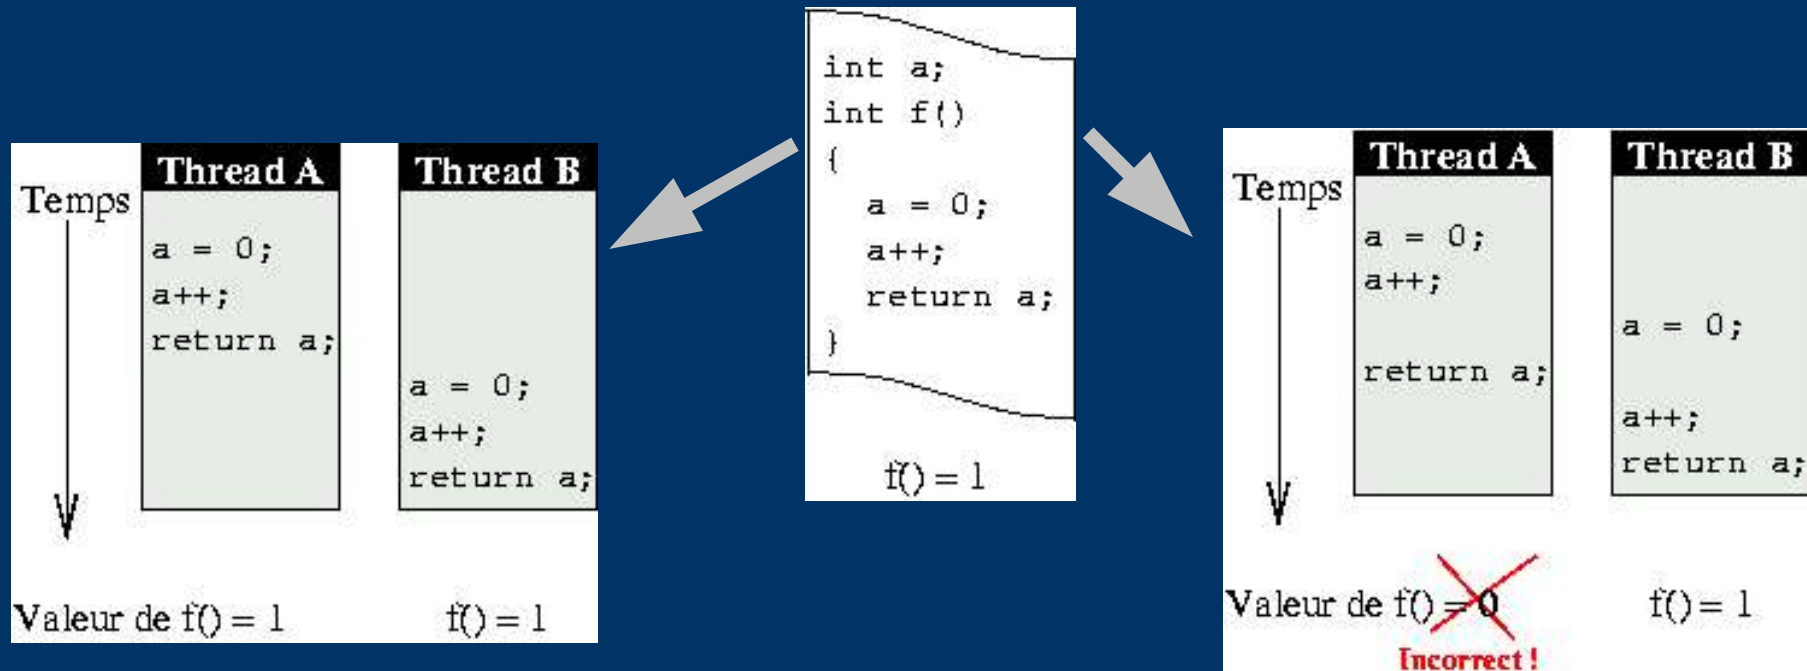 int a;
int f()
{
a = 0;
a++;
return a;
}
f() = 1
Thread A
Thread B
Temps
a = 0;
a++;
return a;
a = 0;
a++;
return a;
Valeur de f() = 1
f() = 1
Thread A
Thread B
Temps
a = 0;
a++;
a = 0;
return a;
a++;
return a;
Valeur de f() = 0
f() = 1
Incorrect !